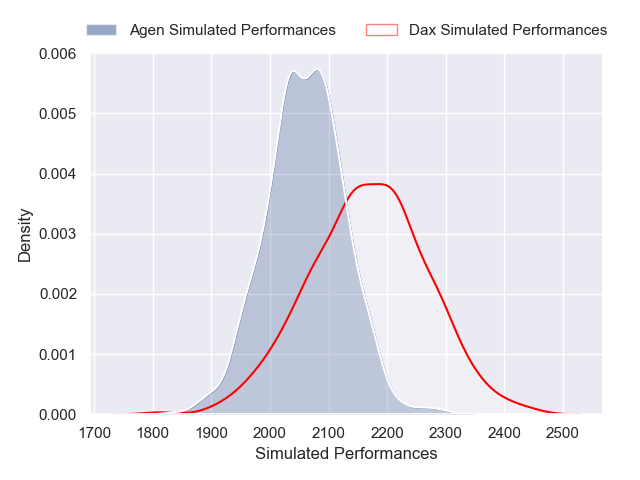 Agen Simulated Performances
Dax Simulated Performances
0.006
0.005
0.004
0.003
0.002
0.001
0.000
Density
1700 1800 1900 2000 2100 2200 2300 2400 2500
Simulated Performances